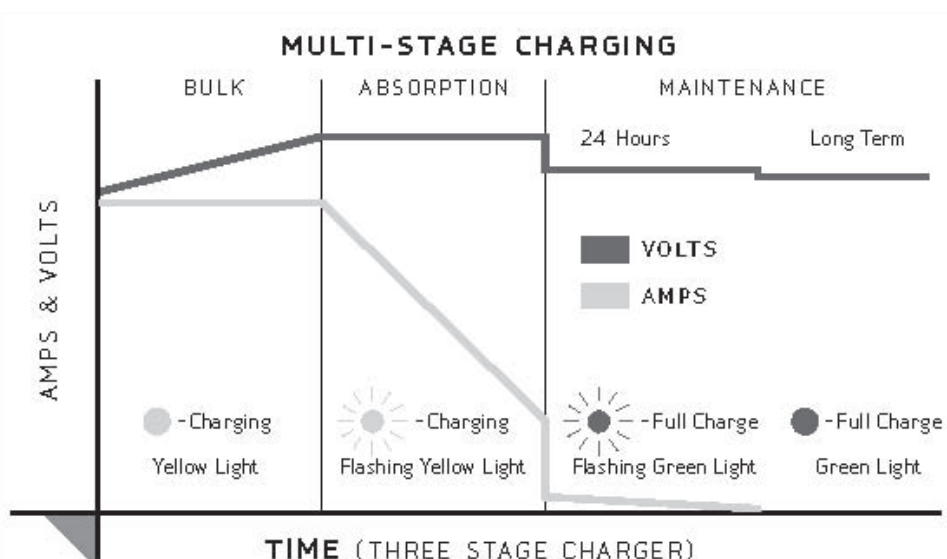 MULTI-STAGE CHARGING
BULK
ABSORPTION
MAINTENANCE
24 Hours
Long Term
AMPS & VOLTS
VOLTS
AMPS
-Charging
Yellow Light
-Charging
Flashing Yellow Light
-Full Charge
Flashing Green Light
-Full Charge
Green Light
TIME (THREE STAGE CHARGER)